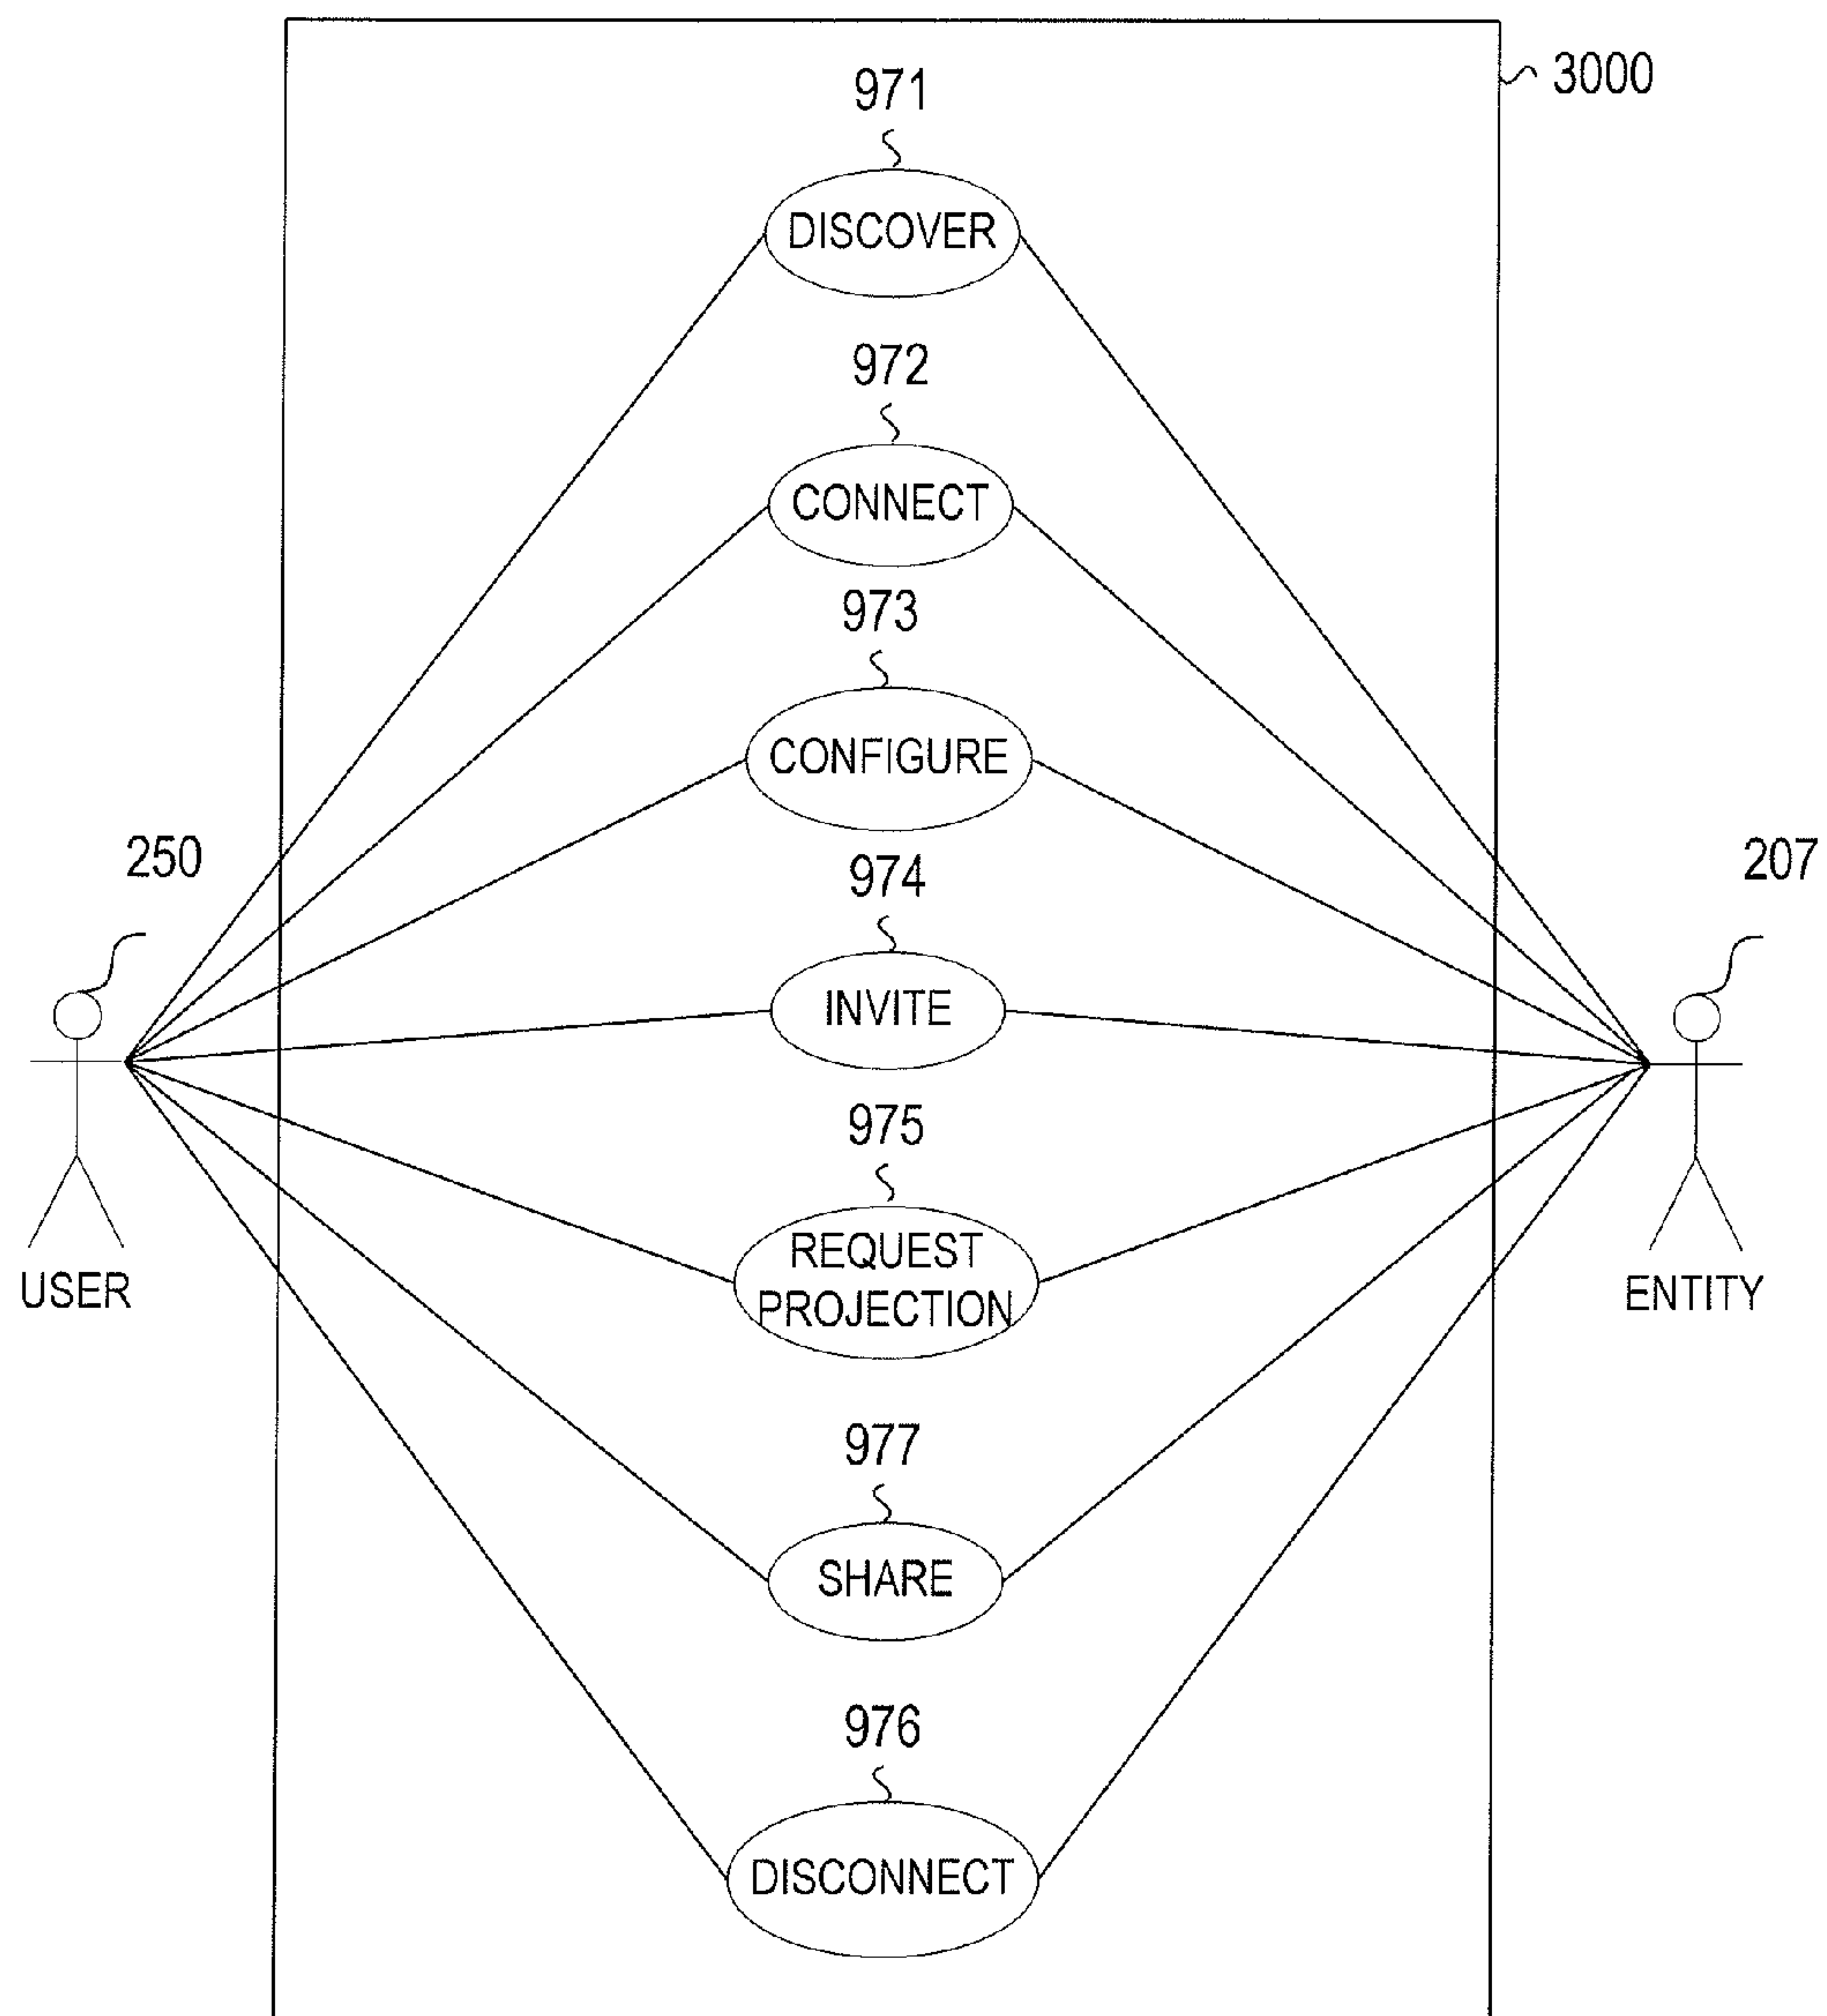 3000
971
DISCOVER
972
CONNECT
973
CONFIGURE
250
974
207
INVITE
975
REQUEST
PROJECTION
USER
ENTITY
977
SHARE
976
DISCONNECT